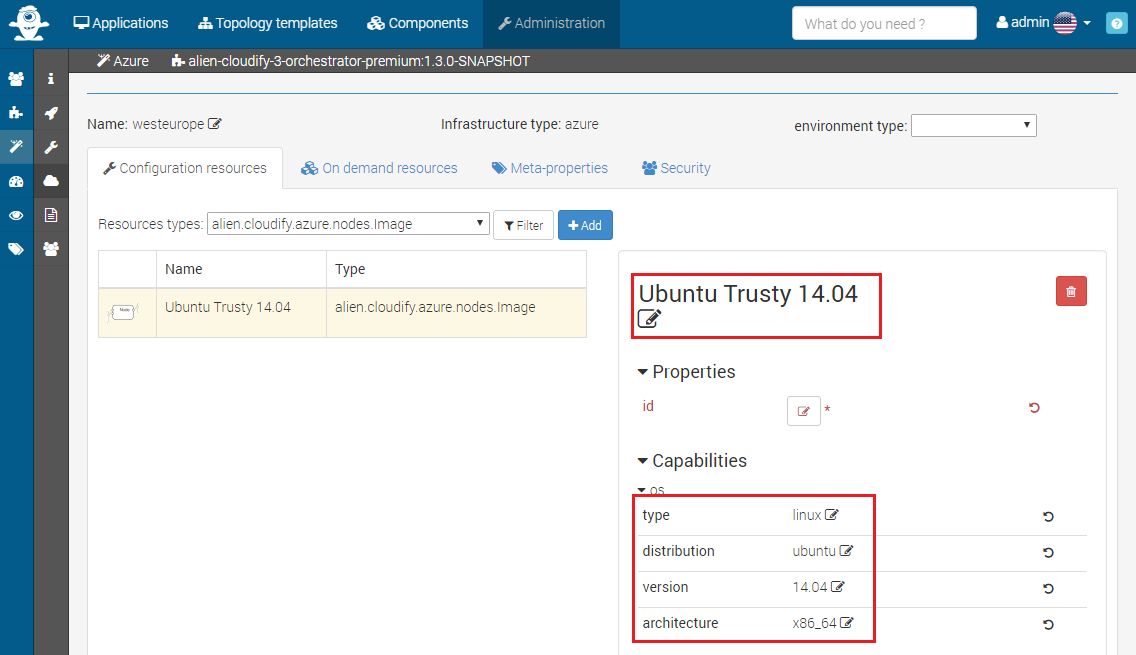 Applications Topology templates Components Administration What do you need ? admin
Azure alien-cloudify-3-orchestrator-premium:1.3.0-SNAPSHOT
Name: westeurope Infrastructure type: azure environment type:
Configuration resources On demand resources Meta-properties Security
Resources types: alien.cloudify.azure.nodes.Image Filter Add
Name Type
Ubuntu Trusty 14.04 alien.cloudify.azure.nodes.Image
Ubuntu Trusty 14.04
Properties
id *
Capabilities
os
type linux
distribution ubuntu
version 14.04
architecture x86_64